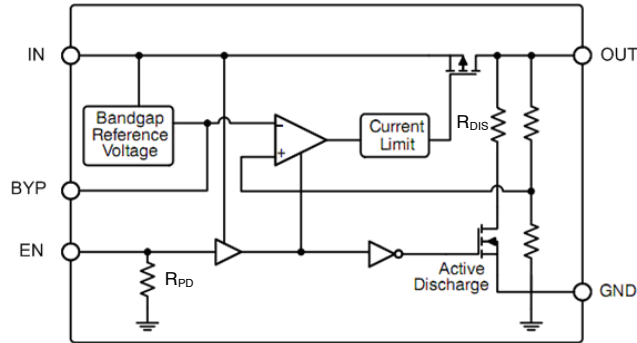 IN
OUT
Bandgap
Reference
Voltage
-
+
Current
Limit
RDIS
BYP
EN
RPD
Active
Discharge
GND